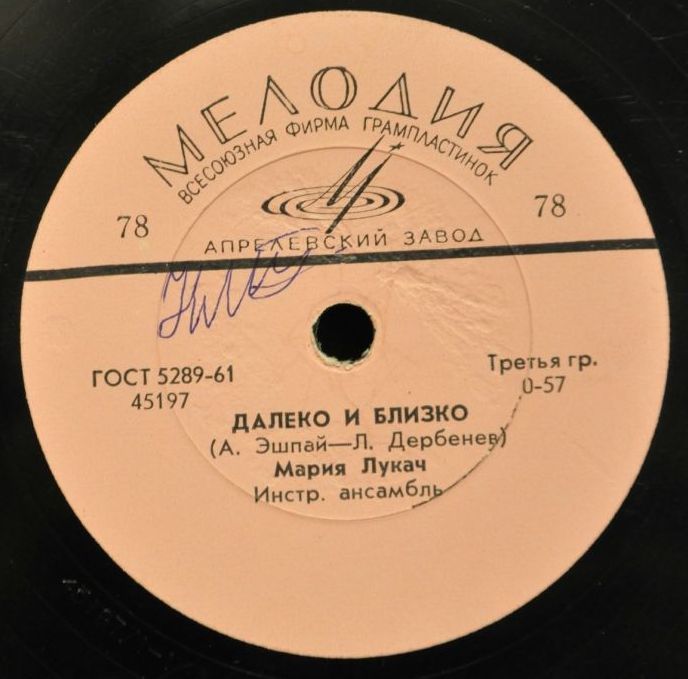 МЕЛОДИЯ
ВСЕСОЮЗНАЯ ФИРМА ГРАМПЛАСТИНОК
78
78
АПРЕЛЕВСКИЙ ЗАВОД
ГОСТ 5289-61
45197
Третья гр.
0-57
ДАЛЕКО И БЛИЗКО
(А. Эшпай—Л. Дербенев)
Мария Лукач
Инстр. ансамбль